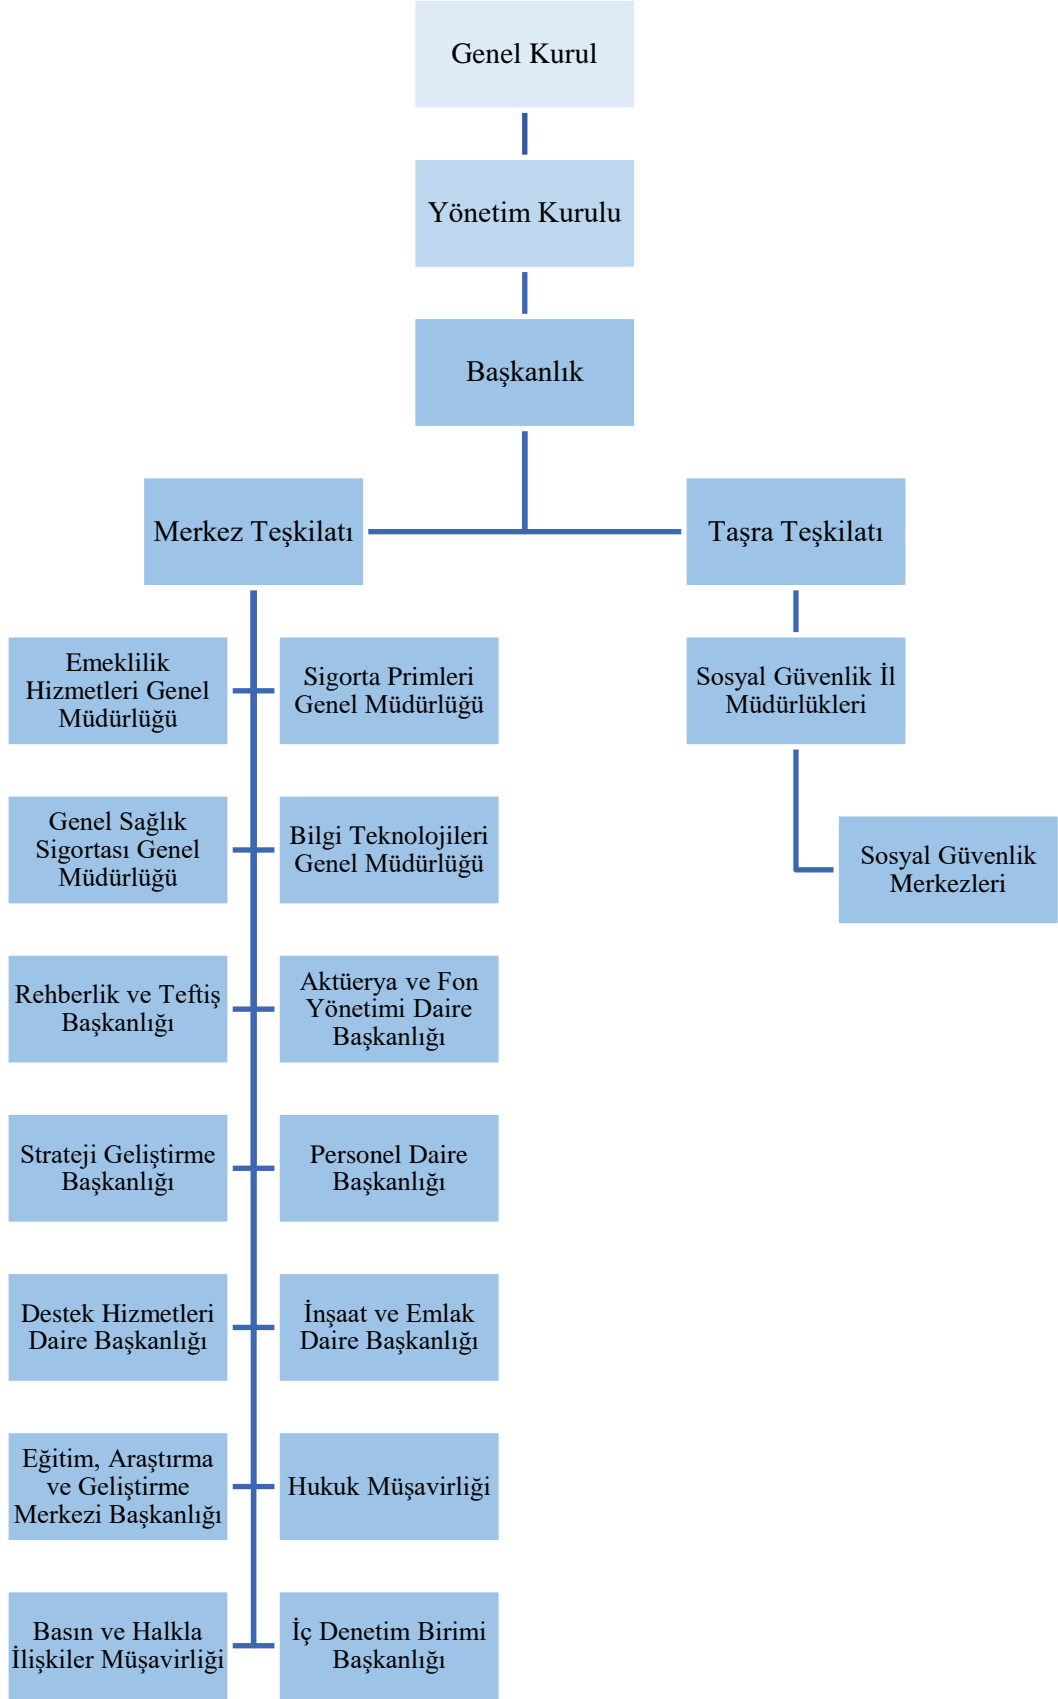 Genel Kurul
Yönetim Kurulu
Başkanlık
Merkez Teşkilatı
Taşra Teşkilatı
Emeklilik
Hizmetleri Genel
Müdürlüğü
Sigorta Primleri
Genel Müdürlüğü
Sosyal Güvenlik İl
Müdürlükleri
Genel Sağlık
Sigortası Genel
Müdürlüğü
Bilgi Teknolojileri
Genel Müdürlüğü
Sosyal Güvenlik
Merkezleri
Rehberlik ve Teftiş
Başkanlığı
Aktüerya ve Fon
Yönetimi Daire
Başkanlığı
Strateji Geliştirme
Başkanlığı
Personel Daire
Başkanlığı
Destek Hizmetleri
Daire Başkanlığı
İnşaat ve Emlak
Daire Başkanlığı
Eğitim, Araştırma
ve Geliştirme
Merkezi Başkanlığı
Hukuk Müşavirliği
Basın ve Halkla
İlişkiler Müşavirliği
İç Denetim Birimi
Başkanlığı